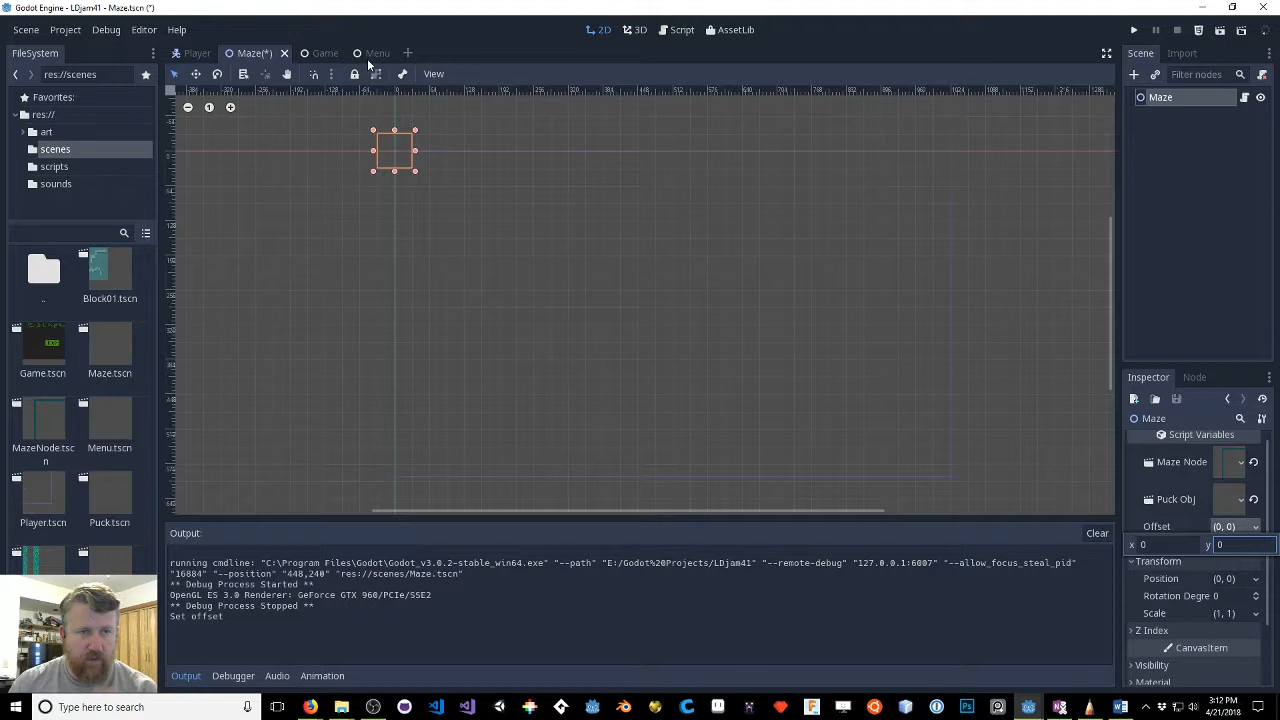 Godot Engine - LDjam41 - Maze.tscn (*)
Scene Project Debug Editor Help
2D 3D Script AssetLib
FileSystem
Player Maze(*) Game Menu
Scene Import
res://scenes
View
Filter nodes
Favorites:
res://
art
scenes
scripts
sounds
Maze
..
Block01.tscn
Game.tscn
Maze.tscn
MazeNode.tsc
n
Menu.tscn
Player.tscn
Puck.tscn
Inspector Node
Maze
Script Variables
Maze Node
Puck Obj
Offset (0, 0)
x 0 y 0
Transform
Position (0, 0)
Rotation Degre 0
Scale (1, 1)
Z Index
CanvasItem
Visibility
Material
Output:
Clear
running cmdline: "C:\Program Files\Godot\Godot_v3.0.2-stable_win64.exe" "--path" "E:/Godot%20Projects/LDjam41" "--remote-debug" "127.0.0.1:6007" "--allow_focus_steal_pid"
"16884" "--position" "448,240" "res://scenes/Maze.tscn"
** Debug Process Started **
OpenGL ES 3.0 Renderer: GeForce GTX 960/PCIe/SSE2
** Debug Process Stopped **
Set offset
Output Debugger Audio Animation
Type here to search
3:12 PM
4/21/2018